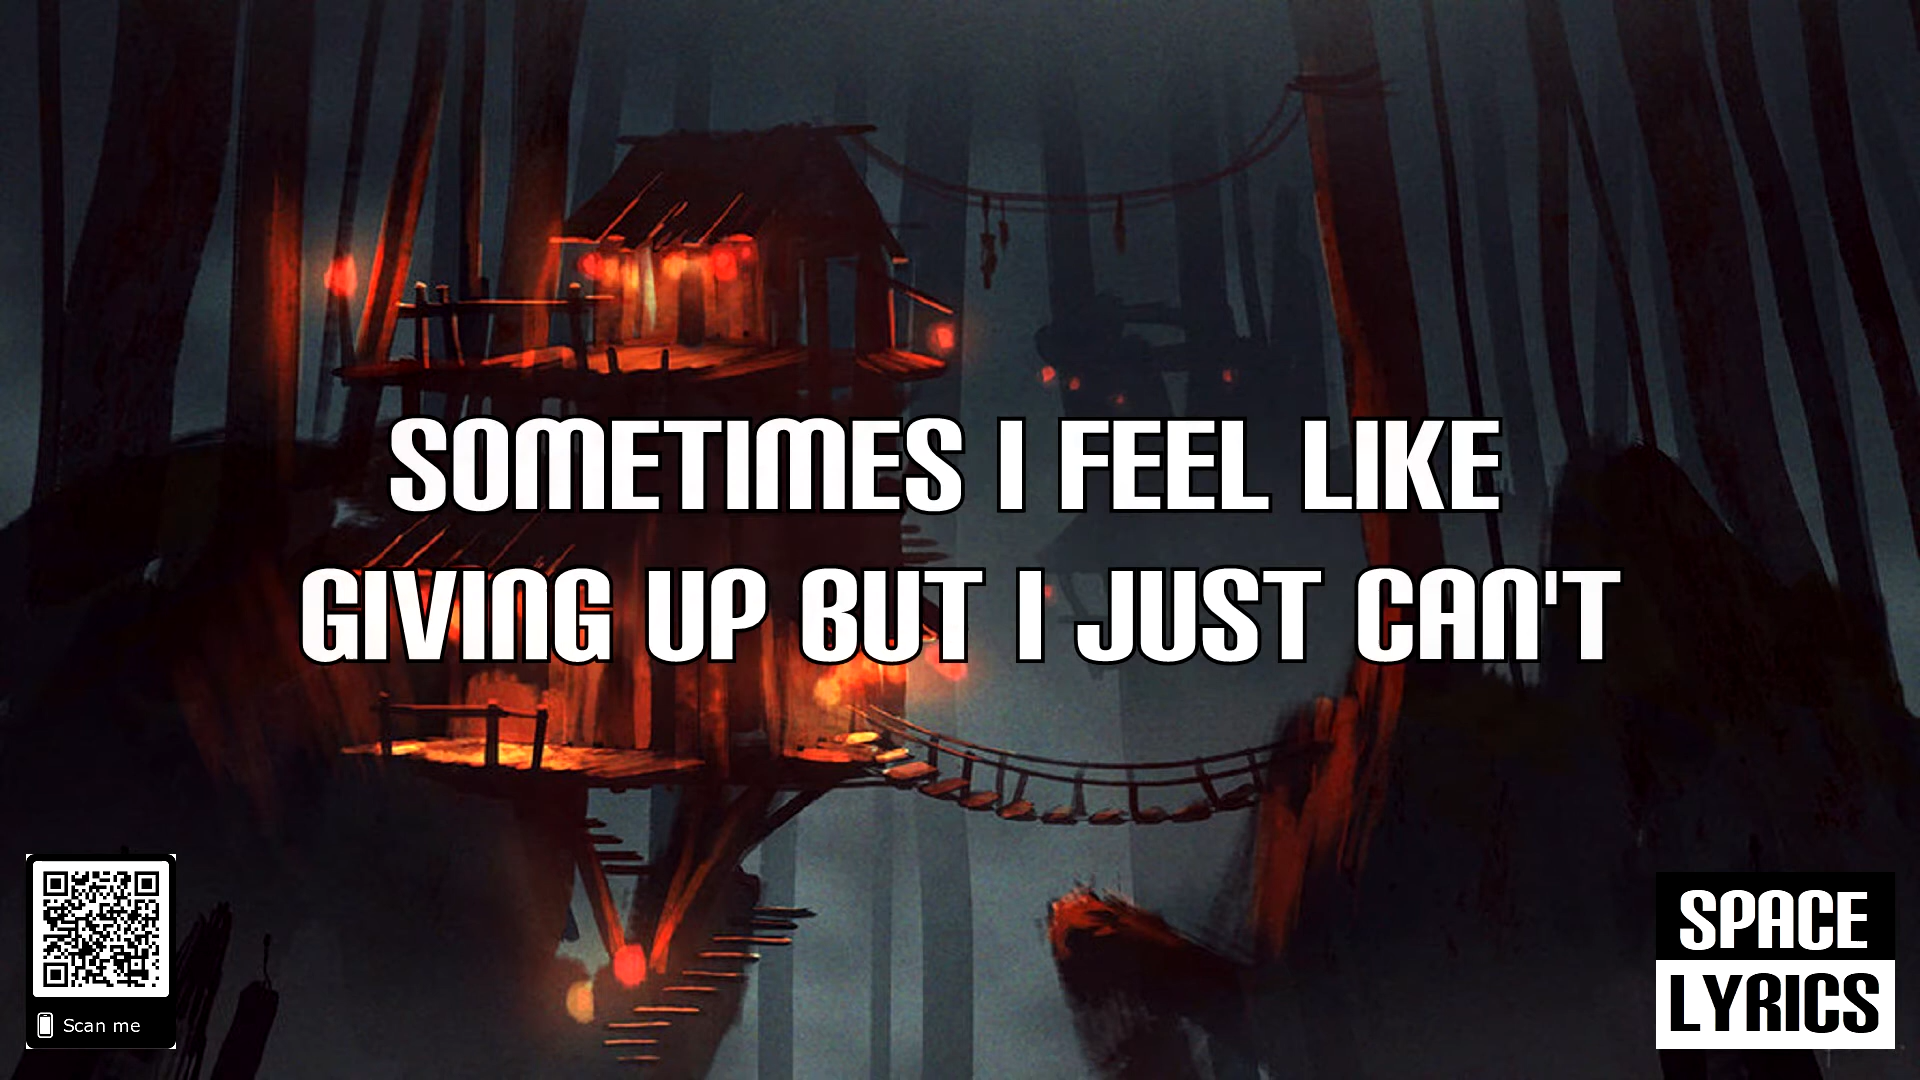 SOMETIMES I FEEL LIKE
GIVING UP BUT I JUST CAN'T
Scan me
SPACE
LYRICS